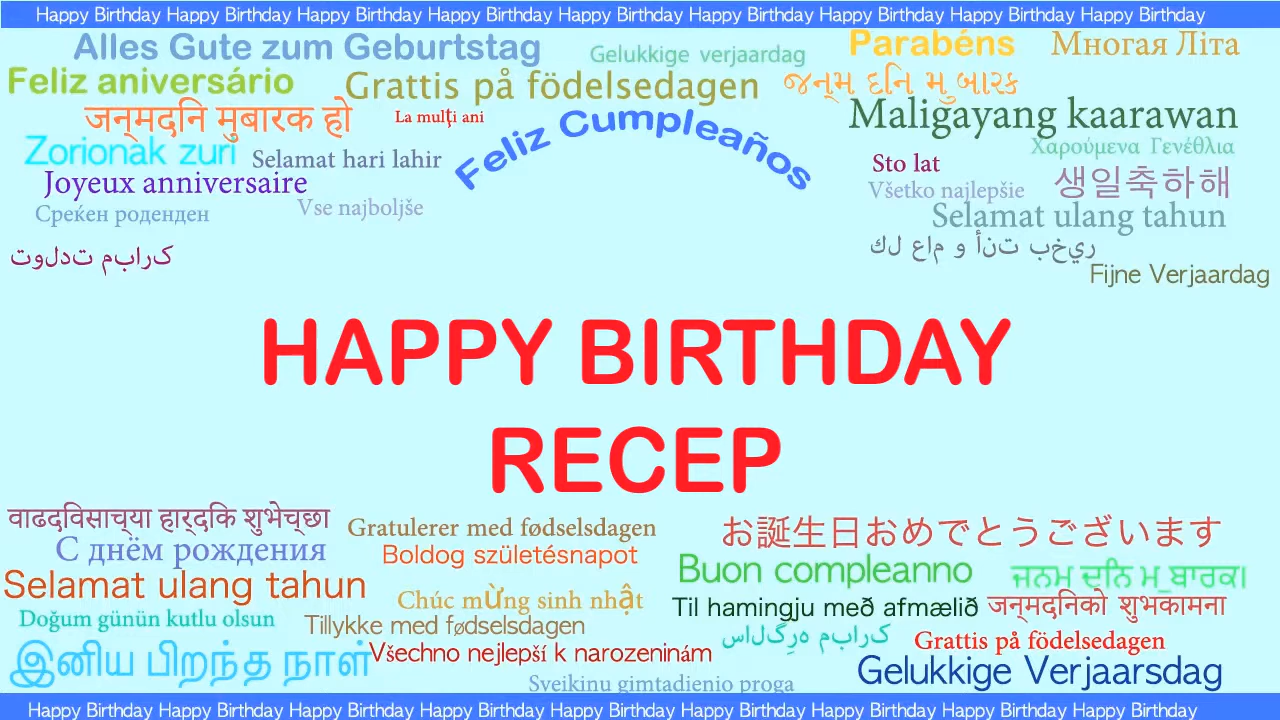 Happy Birthday Happy Birthday Happy Birthday Happy Birthday Happy Birthday Happy Birthday Happy Birthday Happy Birthday Happy Birthday
Alles Gute zum Geburtstag
Gelukkige verjaardag
Parabéns
Многая Літа
Feliz aniversário
Grattis på födelsedagen
જન્મ દિન મુબારક
जन्मदिन मुबारक हो
La mulţi ani
Feliz Cumpleaños
Maligayang kaarawan
Zorionak zuri
Selamat hari lahir
Χαρούμενα Γενέθλια
Sto lat
Joyeux anniversaire
Všetko najlepšie
생일축하해
Среќен роденден
Vse najboljše
Selamat ulang tahun
تولدت مبارک
كل عام و أنت بخير
Fijne Verjaardag
HAPPY BIRTHDAY
RECEP
वाढदिवसाच्या हार्दिक शुभेच्छा
Gratulerer med fødselsdagen
お誕生日おめでとうございます
С днём рождения
Boldog születésnapot
Buon compleanno
ਜਨਮ ਦਿਨ ਮੁਬਾਰਕ।
Selamat ulang tahun
Chúc mừng sinh nhật
Til hamingju með afmælið
जन्मदिनको शुभकामना
Doğum günün kutlu olsun
Tillykke med fødselsdagen
سالگرہ مبارک
Grattis på födelsedagen
இனிய பிறந்த நாள்
Všechno nejlepší k narozeninám
Gelukkige Verjaarsdag
Sveikinu gimtadienio proga
Happy Birthday Happy Birthday Happy Birthday Happy Birthday Happy Birthday Happy Birthday Happy Birthday Happy Birthday Happy Birthday